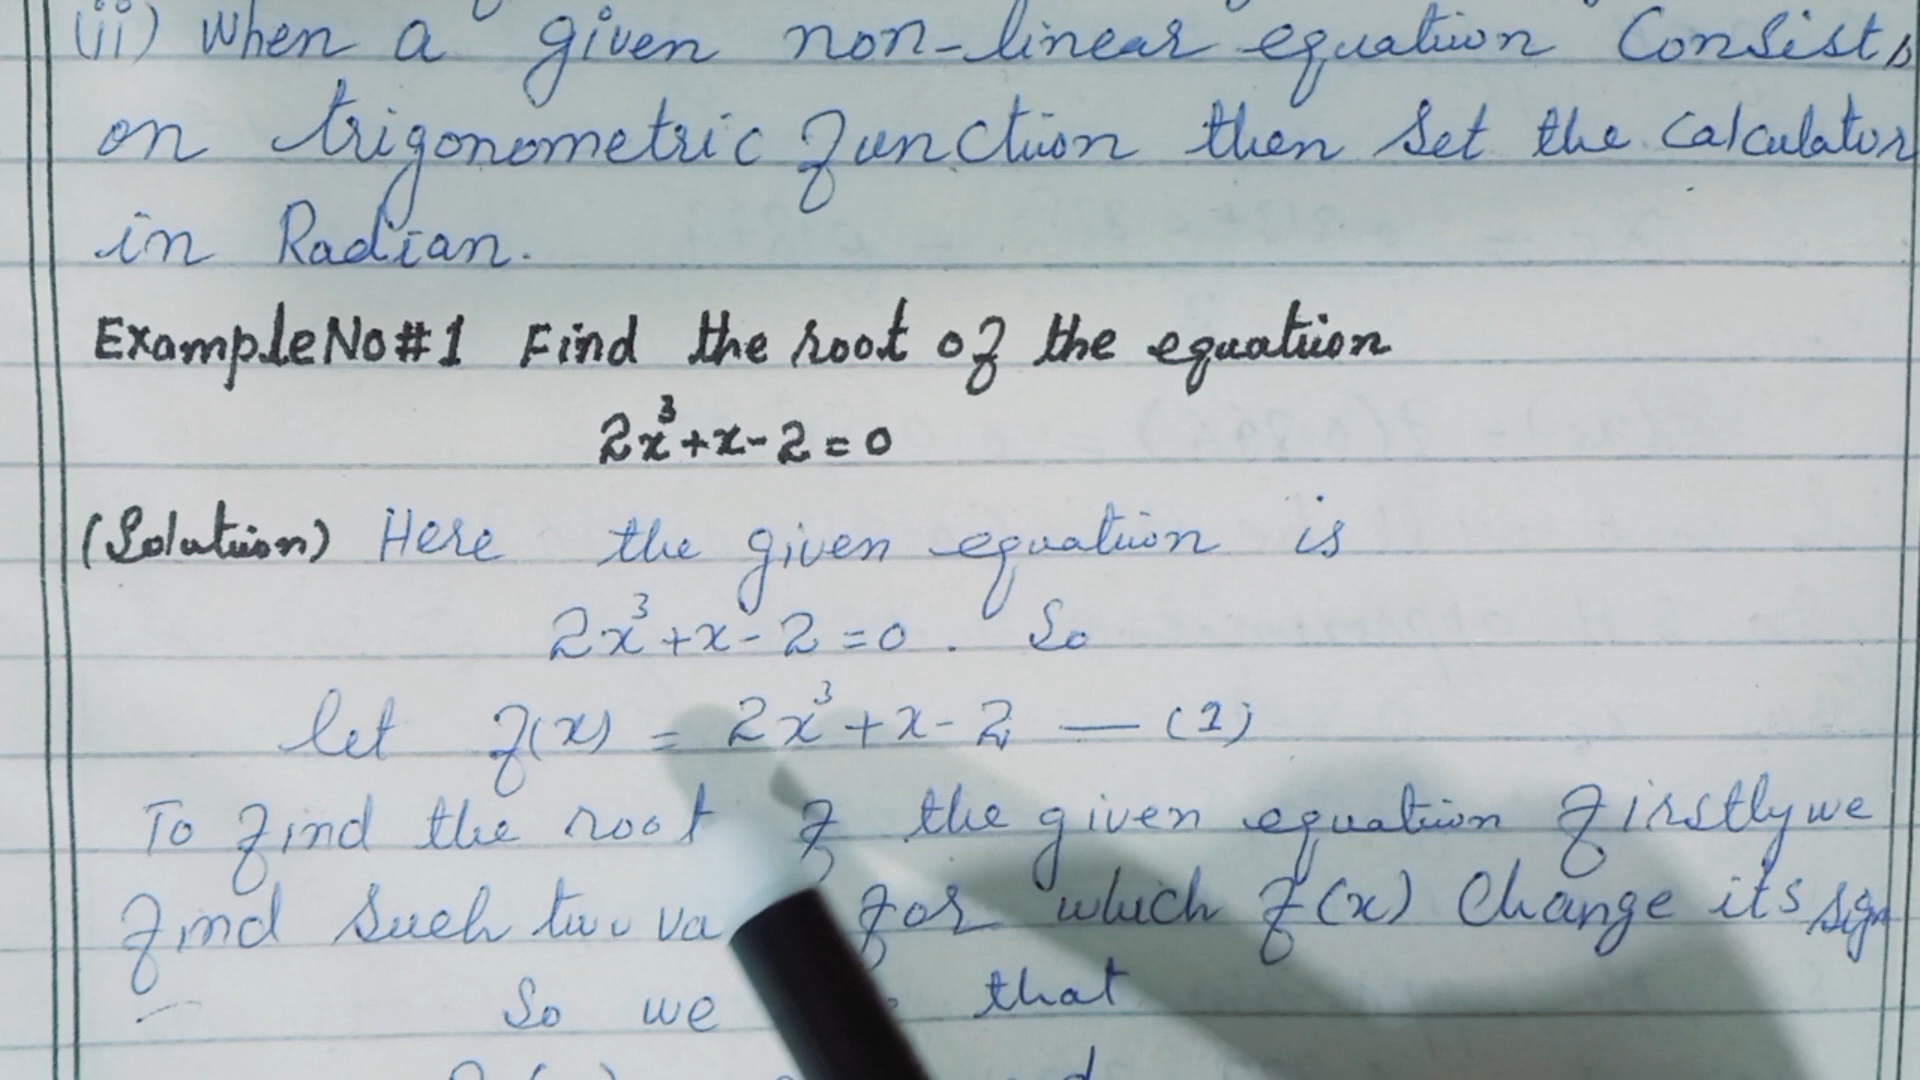 (ii) When a given non-linear equation Consists
on trigonometric function then Set the Calculator
in Radian.
Example No#1 Find the root of the equation
2x³+x-2=0
(Solution) Here the given equation is
2x³+x-2=0. So
let f(x) = 2x³+x-2 — (1)
To find the root of the given equation firstly we
find Such two for which f(x) Change its sign
So we that